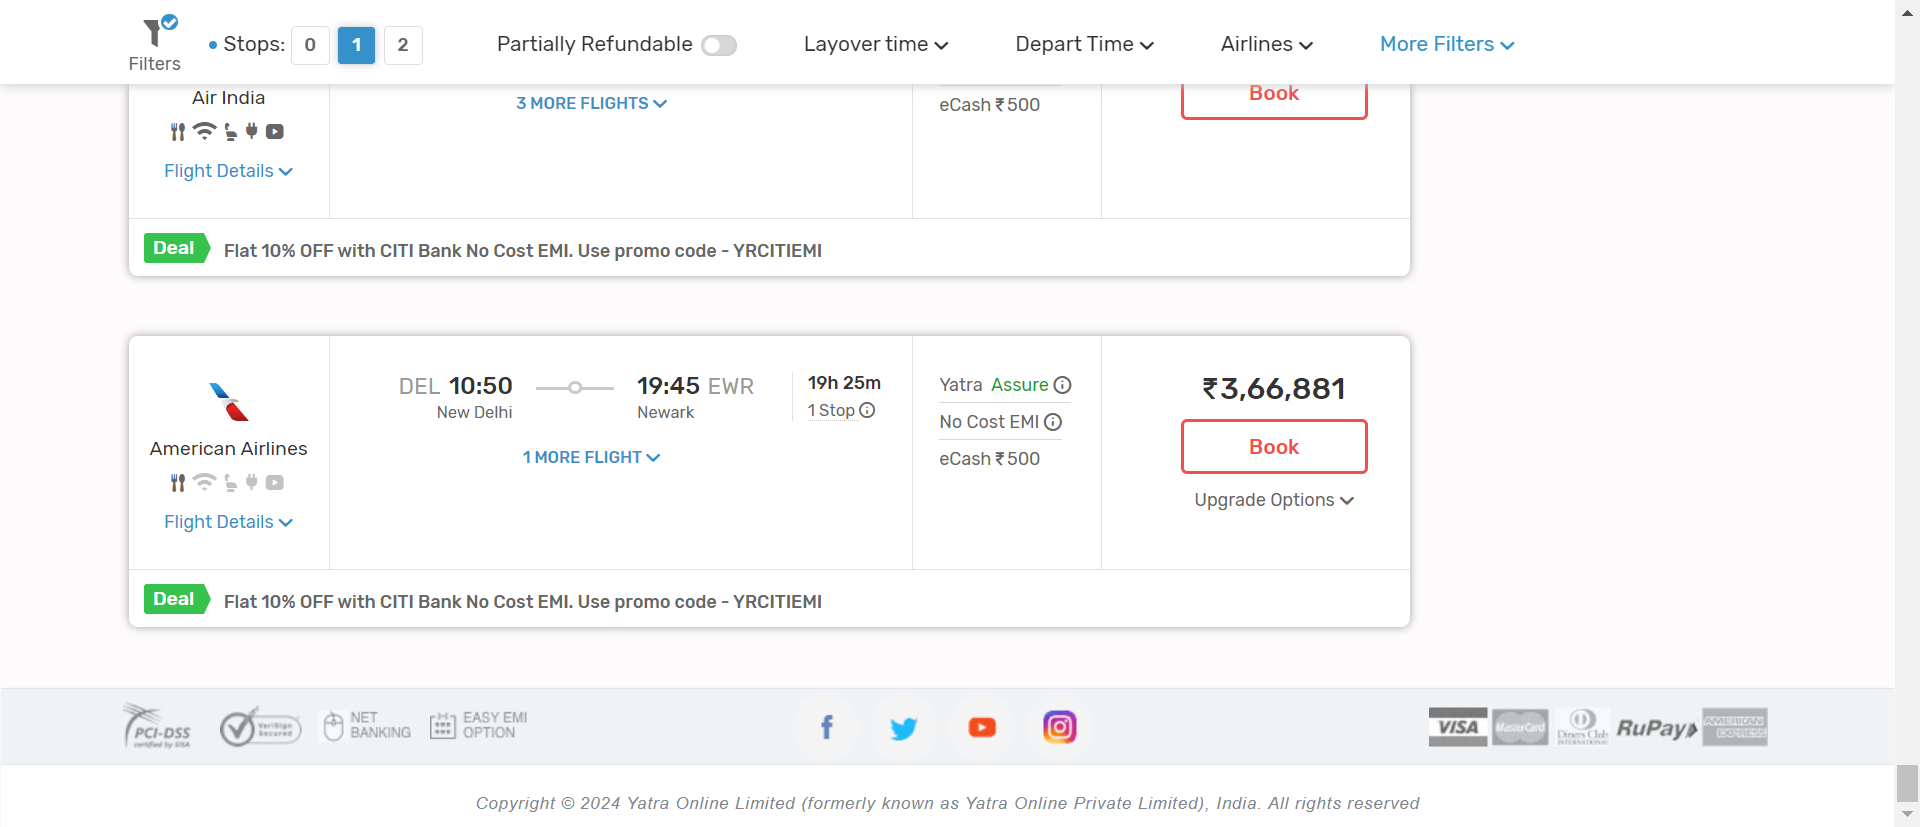 Filters
Stops: 0 1 2
Partially Refundable
Layover time
Depart Time
Airlines
More Filters
Air India
Flight Details
3 MORE FLIGHTS
eCash ₹500
Book
Deal
Flat 10% OFF with CITI Bank No Cost EMI. Use promo code - YRCITIEMI
American Airlines
Flight Details
DEL 10:50
New Delhi
19:45 EWR
Newark
19h 25m
1 Stop
1 MORE FLIGHT
Yatra Assure
No Cost EMI
eCash ₹500
₹3,66,881
Book
Upgrade Options
Deal
Flat 10% OFF with CITI Bank No Cost EMI. Use promo code - YRCITIEMI
PCI-DSS
certified by SISA
VeriSign
Secured
NET
BANKING
EASY EMI
OPTION
VISA
MasterCard
Diners Club
INTERNATIONAL
RuPay
AMERICAN
EXPRESS
Copyright © 2024 Yatra Online Limited (formerly known as Yatra Online Private Limited), India. All rights reserved